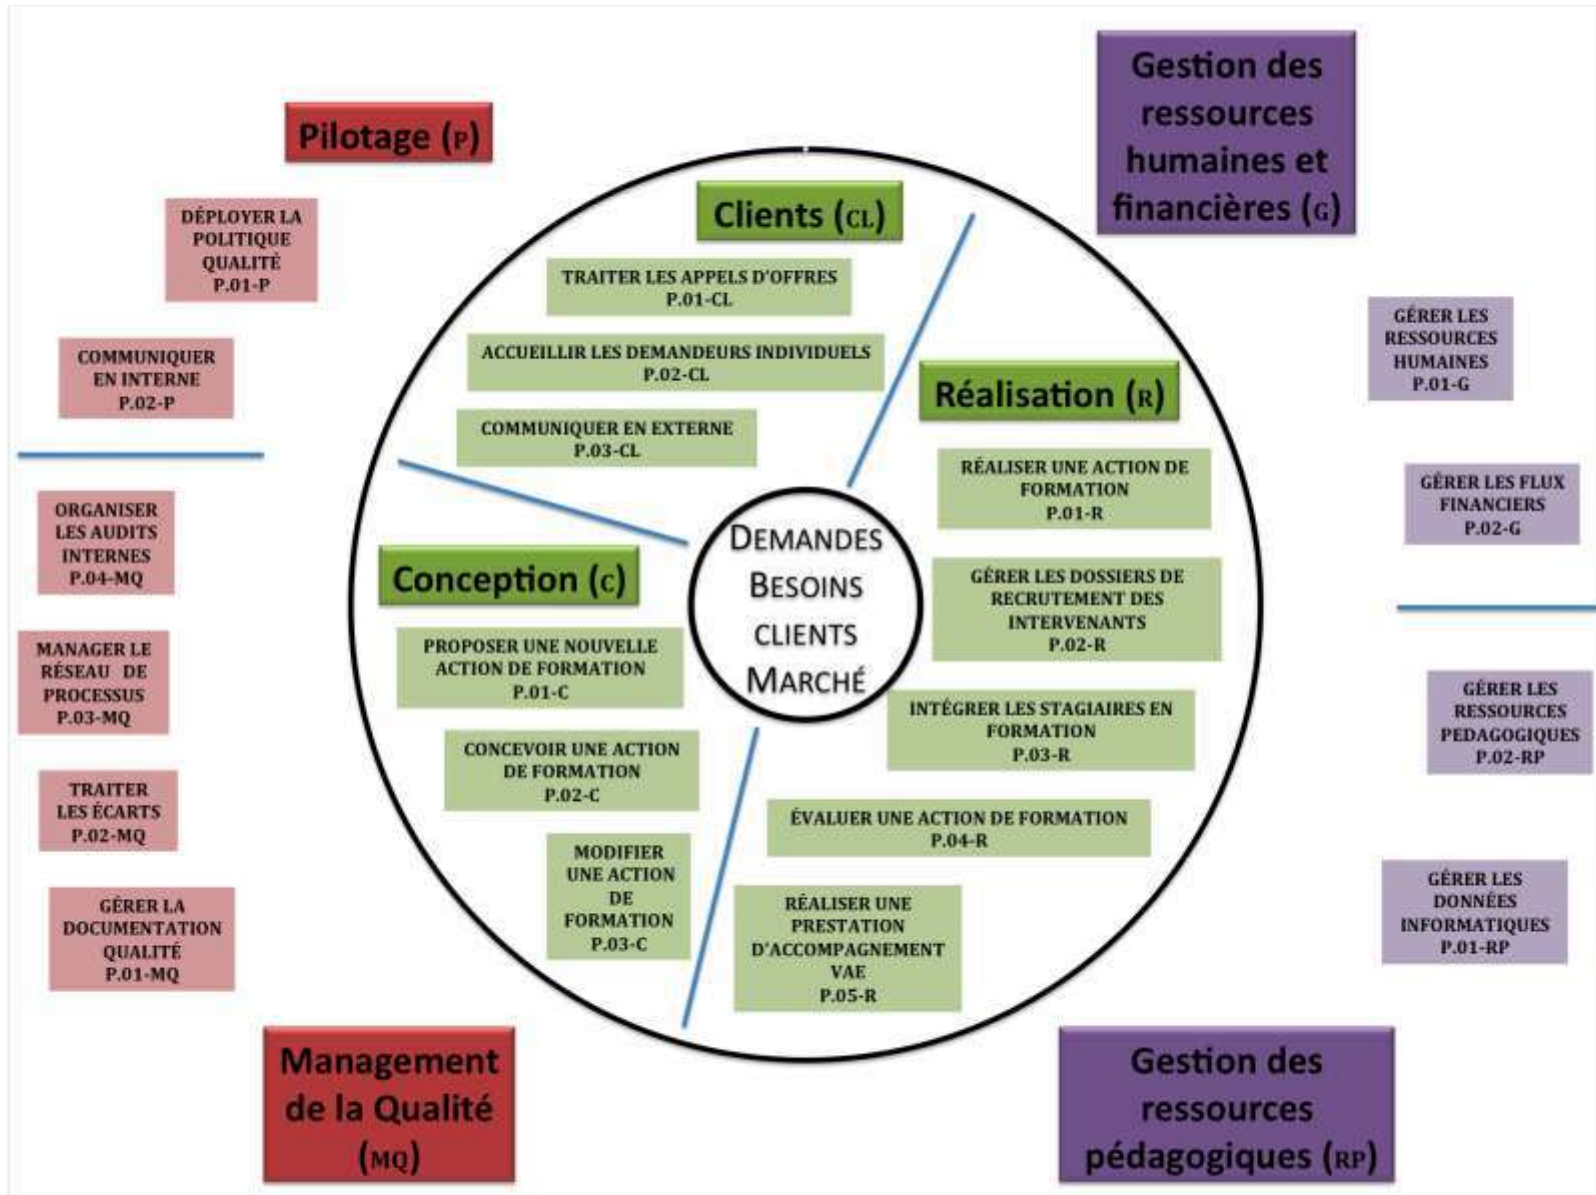 Pilotage (P)
DÉPLOYER LA
POLITIQUE
QUALITÉ
P.01-P
COMMUNIQUER
EN INTERNE
P.02-P
ORGANISER
LES AUDITS
INTERNES
P.04-MQ
MANAGER LE
RÉSEAU DE
PROCESSUS
P.03-MQ
TRAITER
LES ÉCARTS
P.02-MQ
GÉRER LA
DOCUMENTATION
QUALITÉ
P.01-MQ
Management
de la Qualité
(MQ)
Clients (CL)
TRAITER LES APPELS D'OFFRES
P.01-CL
ACCUEILLIR LES DEMANDEURS INDIVIDUELS
P.02-CL
COMMUNIQUER EN EXTERNE
P.03-CL
Conception (C)
PROPOSER UNE NOUVELLE
ACTION DE FORMATION
P.01-C
CONCEVOIR UNE ACTION
DE FORMATION
P.02-C
MODIFIER
UNE ACTION
DE
FORMATION
P.03-C
DEMANDES
BESOINS
CLIENTS
MARCHÉ
Réalisation (R)
RÉALISER UNE ACTION DE
FORMATION
P.01-R
GÉRER LES DOSSIERS DE
RECRUTEMENT DES
INTERVENANTS
P.02-R
INTÉGRER LES STAGIAIRES EN
FORMATION
P.03-R
ÉVALUER UNE ACTION DE FORMATION
P.04-R
RÉALISER UNE
PRESTATION
D'ACCOMPAGNEMENT
VAE
P.05-R
Gestion des
ressources
humaines et
financières (G)
GÉRER LES
RESSOURCES
HUMAINES
P.01-G
GÉRER LES FLUX
FINANCIERS
P.02-G
GÉRER LES
RESSOURCES
PEDAGOGIQUES
P.02-RP
GÉRER LES
DONNÉES
INFORMATIQUES
P.01-RP
Gestion des
ressources
pédagogiques (RP)